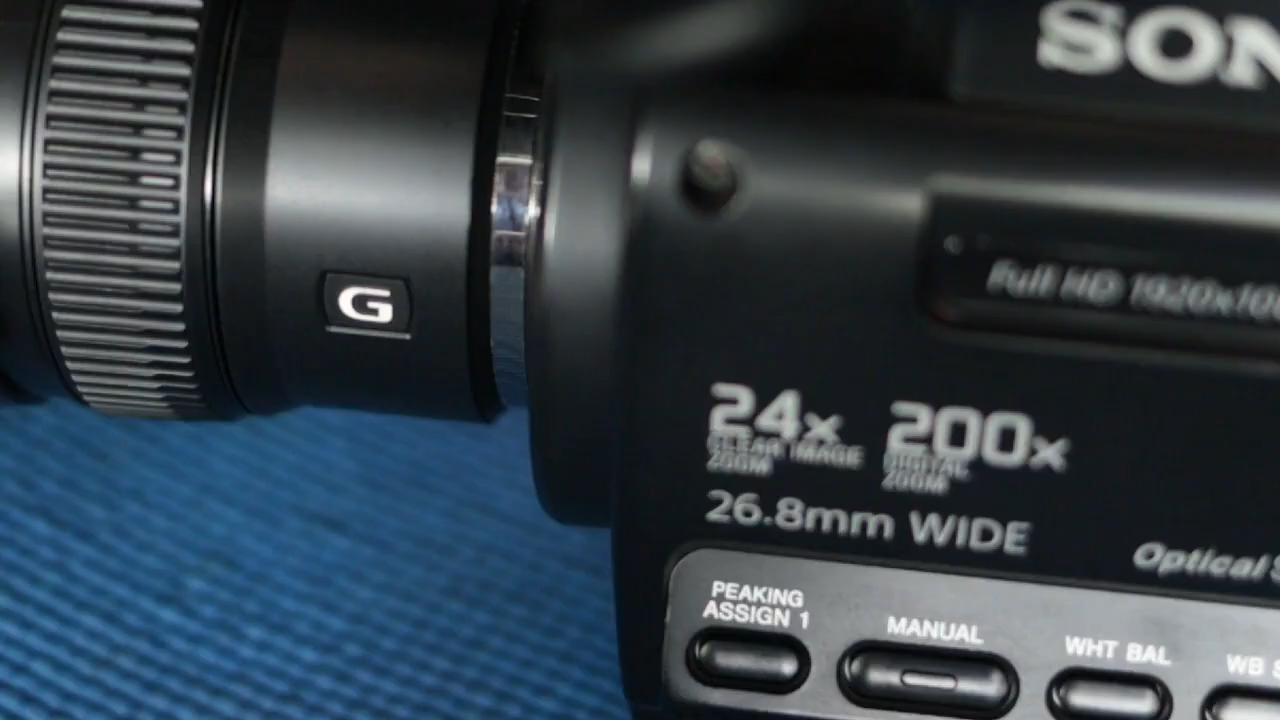 SON
G
Full HD 1920x10
24x 200x
CLEAR IMAGE DIGITAL
ZOOM ZOOM
26.8mm WIDE
Optical S
PEAKING
ASSIGN 1
MANUAL
WHT BAL
WB S